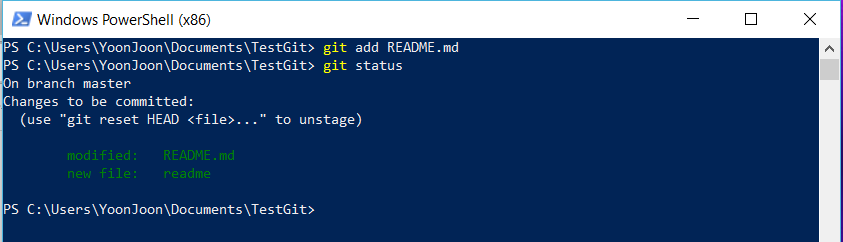 Windows PowerShell (x86)
PS C:\Users\YoonJoon\Documents\TestGit> git add README.md
PS C:\Users\YoonJoon\Documents\TestGit> git status
On branch master
Changes to be committed:
  (use "git reset HEAD <file>..." to unstage)

        modified:   README.md
        new file:   readme

PS C:\Users\YoonJoon\Documents\TestGit>